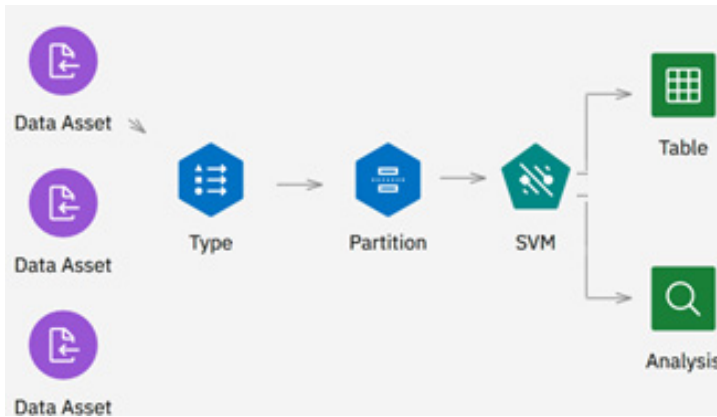 Data Asset
Data Asset
Data Asset
Type
Partition
SVM
Table
Analysis